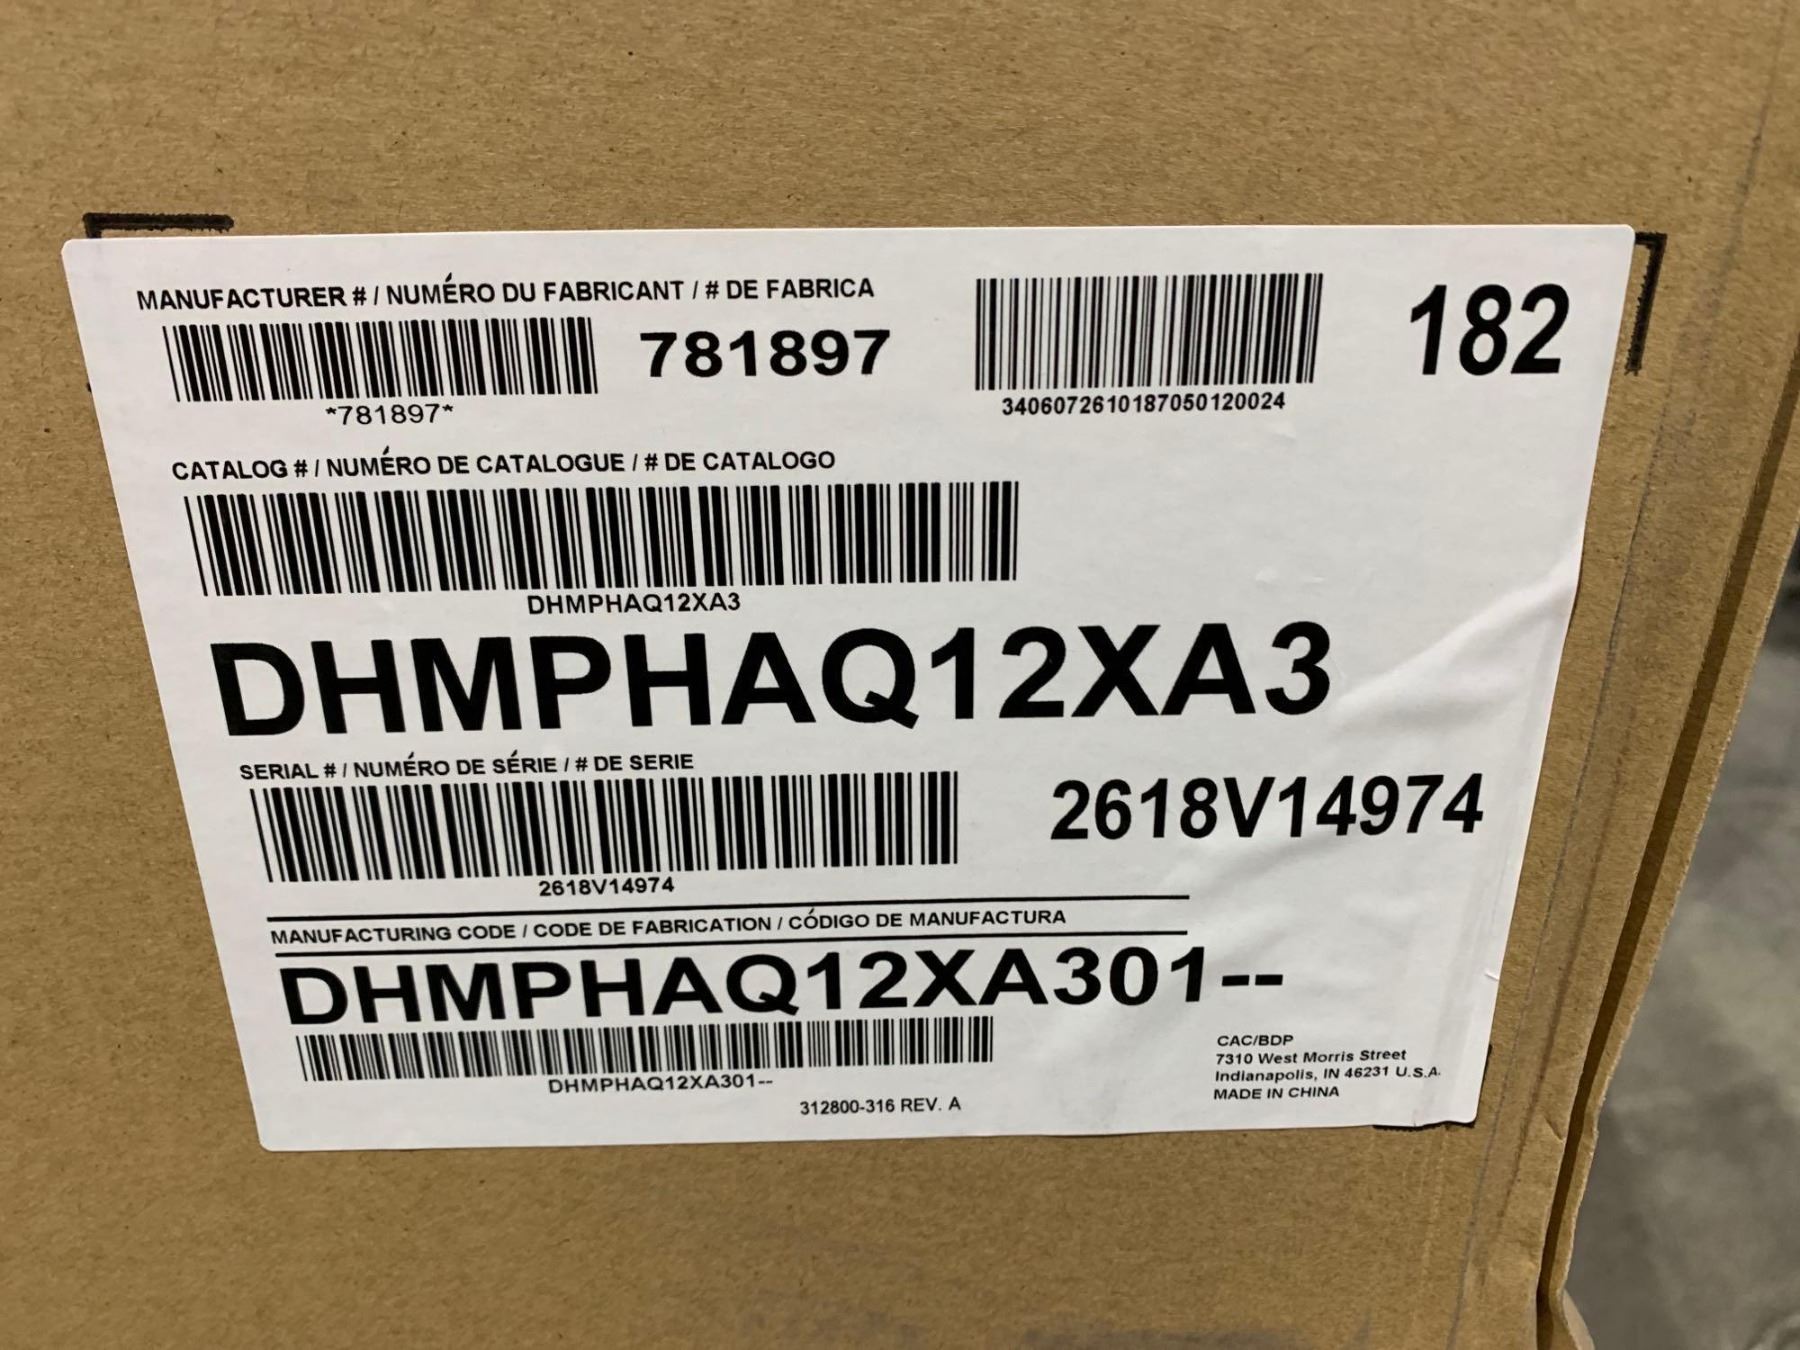 MANUFACTURER # / NUMÉRO DU FABRICANT / # DE FABRICA
781897
*781897*
3406072610187050120024
182
CATALOG # / NUMÉRO DE CATALOGUE / # DE CATALOGO
DHMPHAQ12XA3
DHMPHAQ12XA3
SERIAL # / NUMÉRO DE SÉRIE / # DE SERIE
2618V14974
2618V14974
MANUFACTURING CODE / CODE DE FABRICATION / CÓDIGO DE MANUFACTURA
DHMPHAQ12XA301--
DHMPHAQ12XA301--
312800-316 REV. A
CAC/BDP
7310 West Morris Street
Indianapolis, IN 46231 U.S.A.
MADE IN CHINA